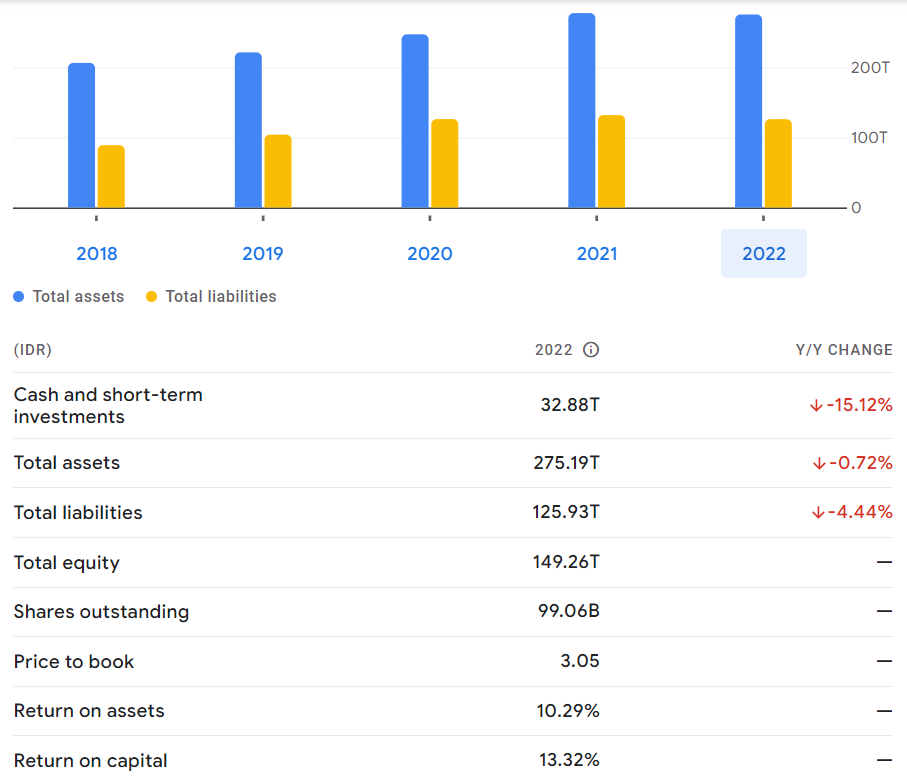 200T
100T
0
2018 2019 2020 2021 2022
Total assets Total liabilities
(IDR) 2022 Y/Y CHANGE
Cash and short-term
investments 32.88T ↓-15.12%
Total assets 275.19T ↓-0.72%
Total liabilities 125.93T ↓-4.44%
Total equity 149.26T —
Shares outstanding 99.06B —
Price to book 3.05 —
Return on assets 10.29% —
Return on capital 13.32% —